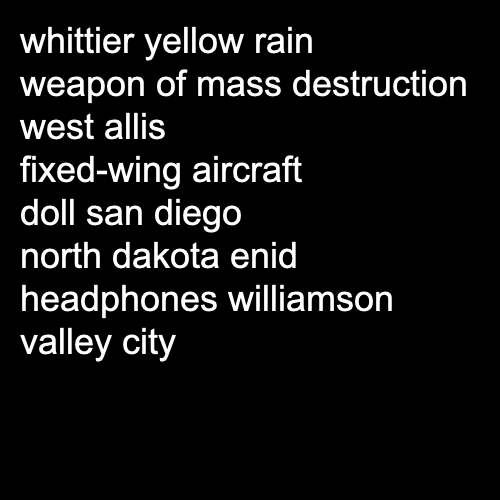 whittier yellow rain
weapon of mass destruction
west allis
fixed-wing aircraft
doll san diego
north dakota enid
headphones williamson
valley city